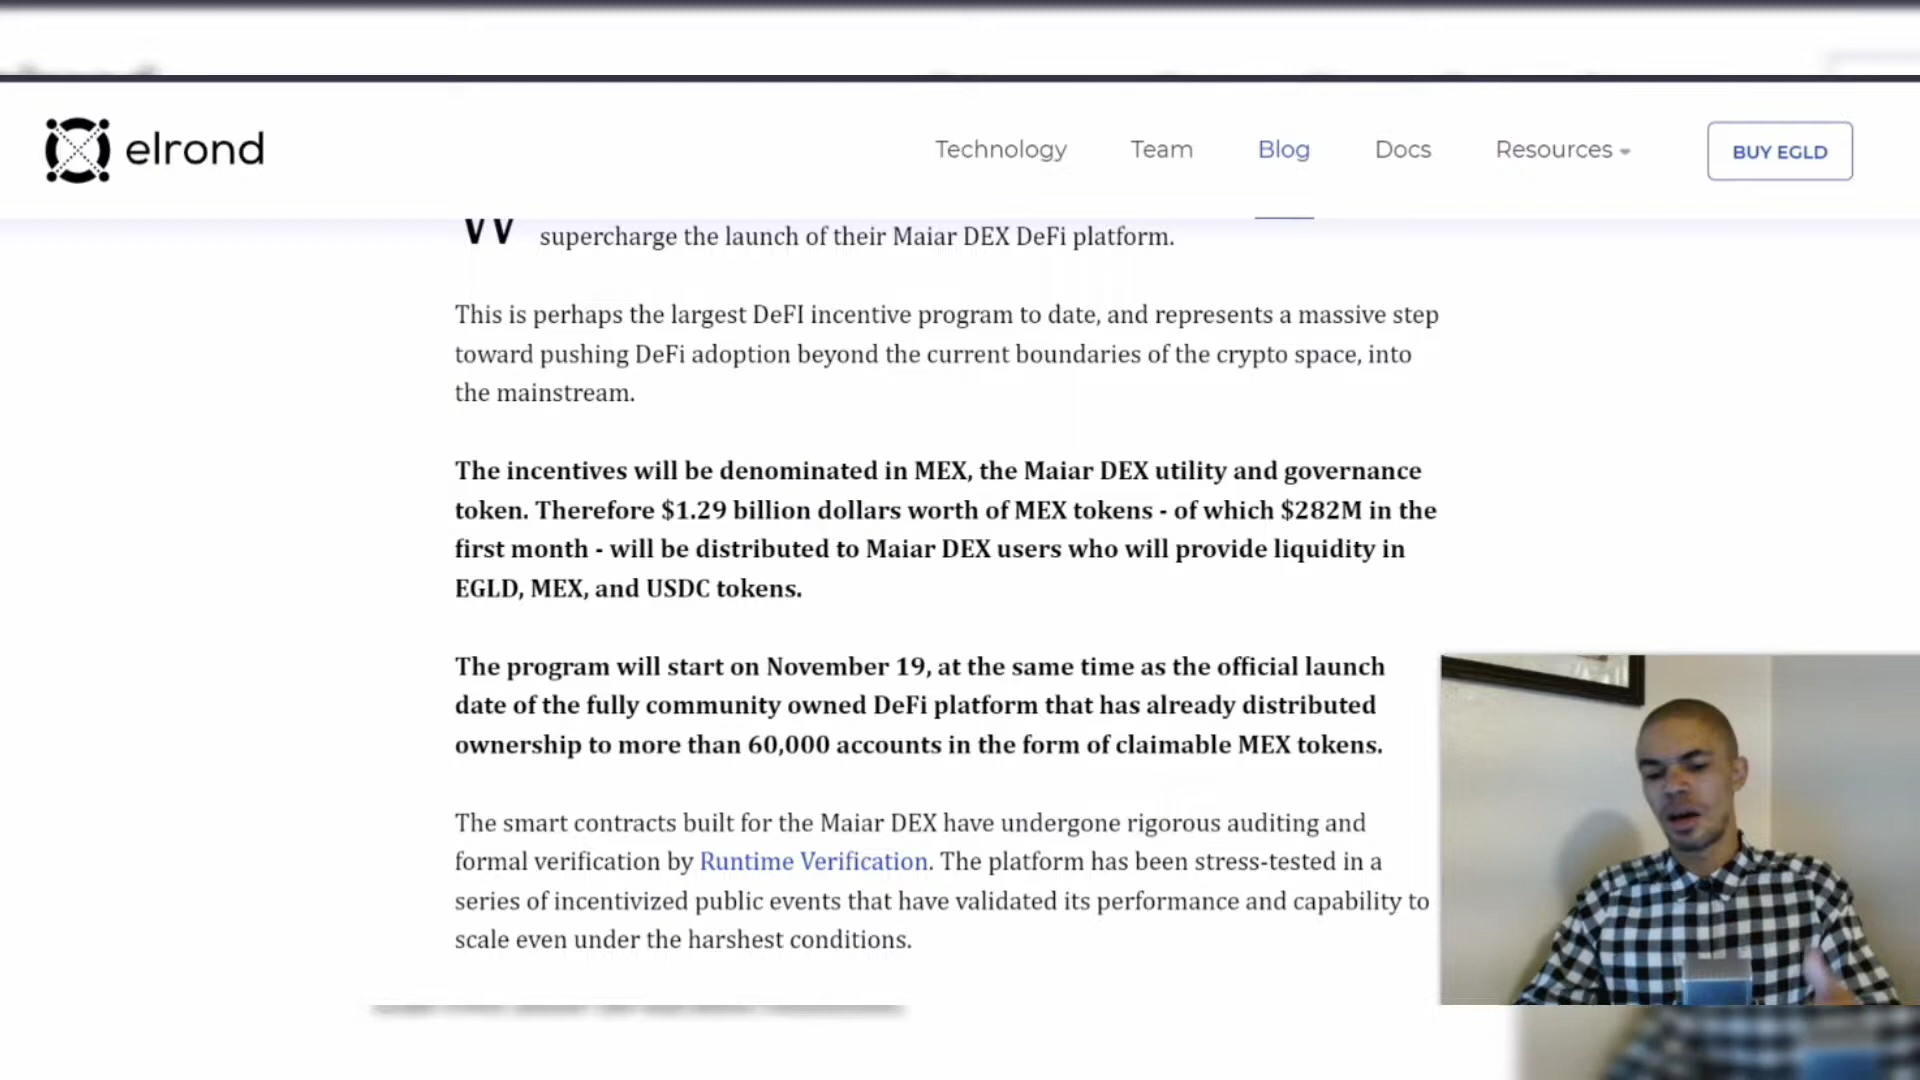 elrond
Technology
Team
Blog
Docs
Resources
BUY EGLD
supercharge the launch of their Maiar DEX DeFi platform.
This is perhaps the largest DeFI incentive program to date, and represents a massive step
toward pushing DeFi adoption beyond the current boundaries of the crypto space, into
the mainstream.
The incentives will be denominated in MEX, the Maiar DEX utility and governance
token. Therefore $1.29 billion dollars worth of MEX tokens - of which $282M in the
first month - will be distributed to Maiar DEX users who will provide liquidity in
EGLD, MEX, and USDC tokens.
The program will start on November 19, at the same time as the official launch
date of the fully community owned DeFi platform that has already distributed
ownership to more than 60,000 accounts in the form of claimable MEX tokens.
The smart contracts built for the Maiar DEX have undergone rigorous auditing and
formal verification by Runtime Verification. The platform has been stress-tested in a
series of incentivized public events that have validated its performance and capability to
scale even under the harshest conditions.